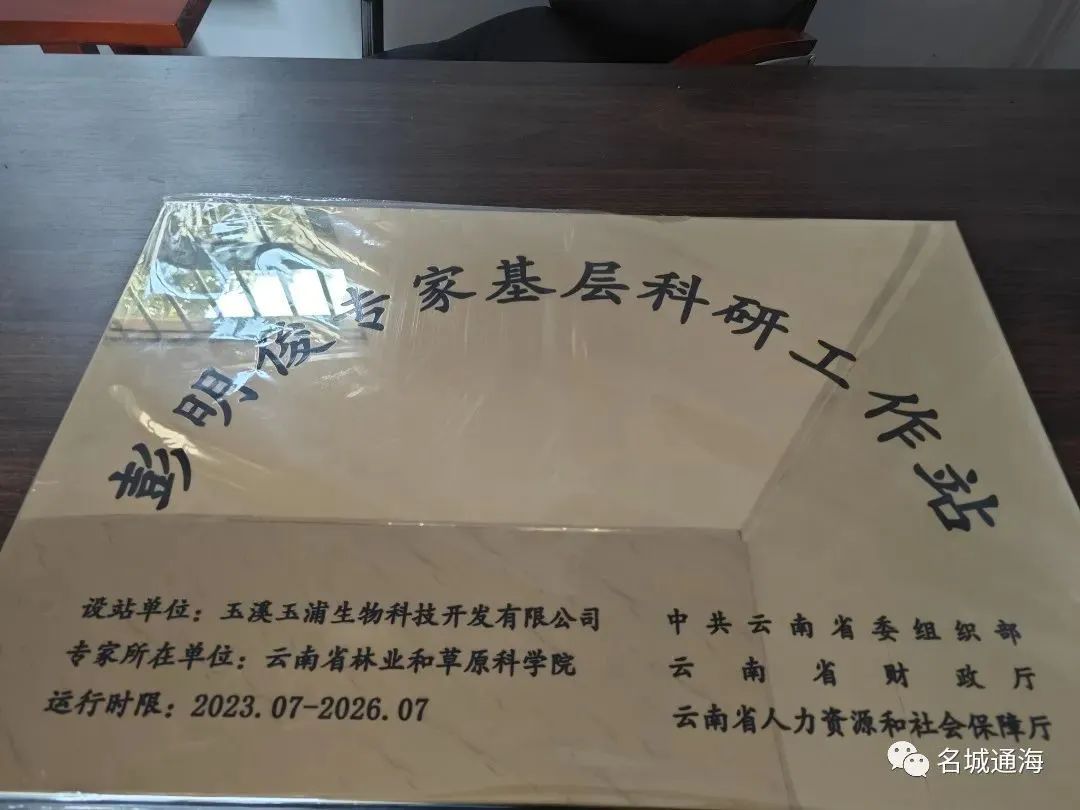 彭明俊专家基层科研工作站
设站单位：玉溪玉浦生物科技开发有限公司
专家所在单位：云南省林业和草原科学院
运行时限：2023.07-2026.07
中共云南省委组织部
云南省财政厅
云南省人力资源和社会保障厅
名城通海